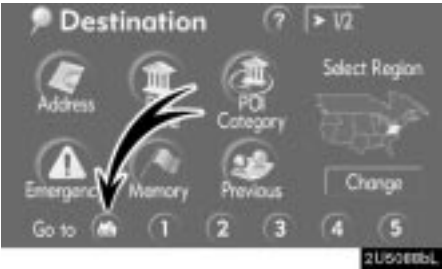 Destination
? > 1/2
Address
POI Category
Select Region
Emergenc
Memory
Previous
Change
Go to 1 2 3 4 5
2U5088bL